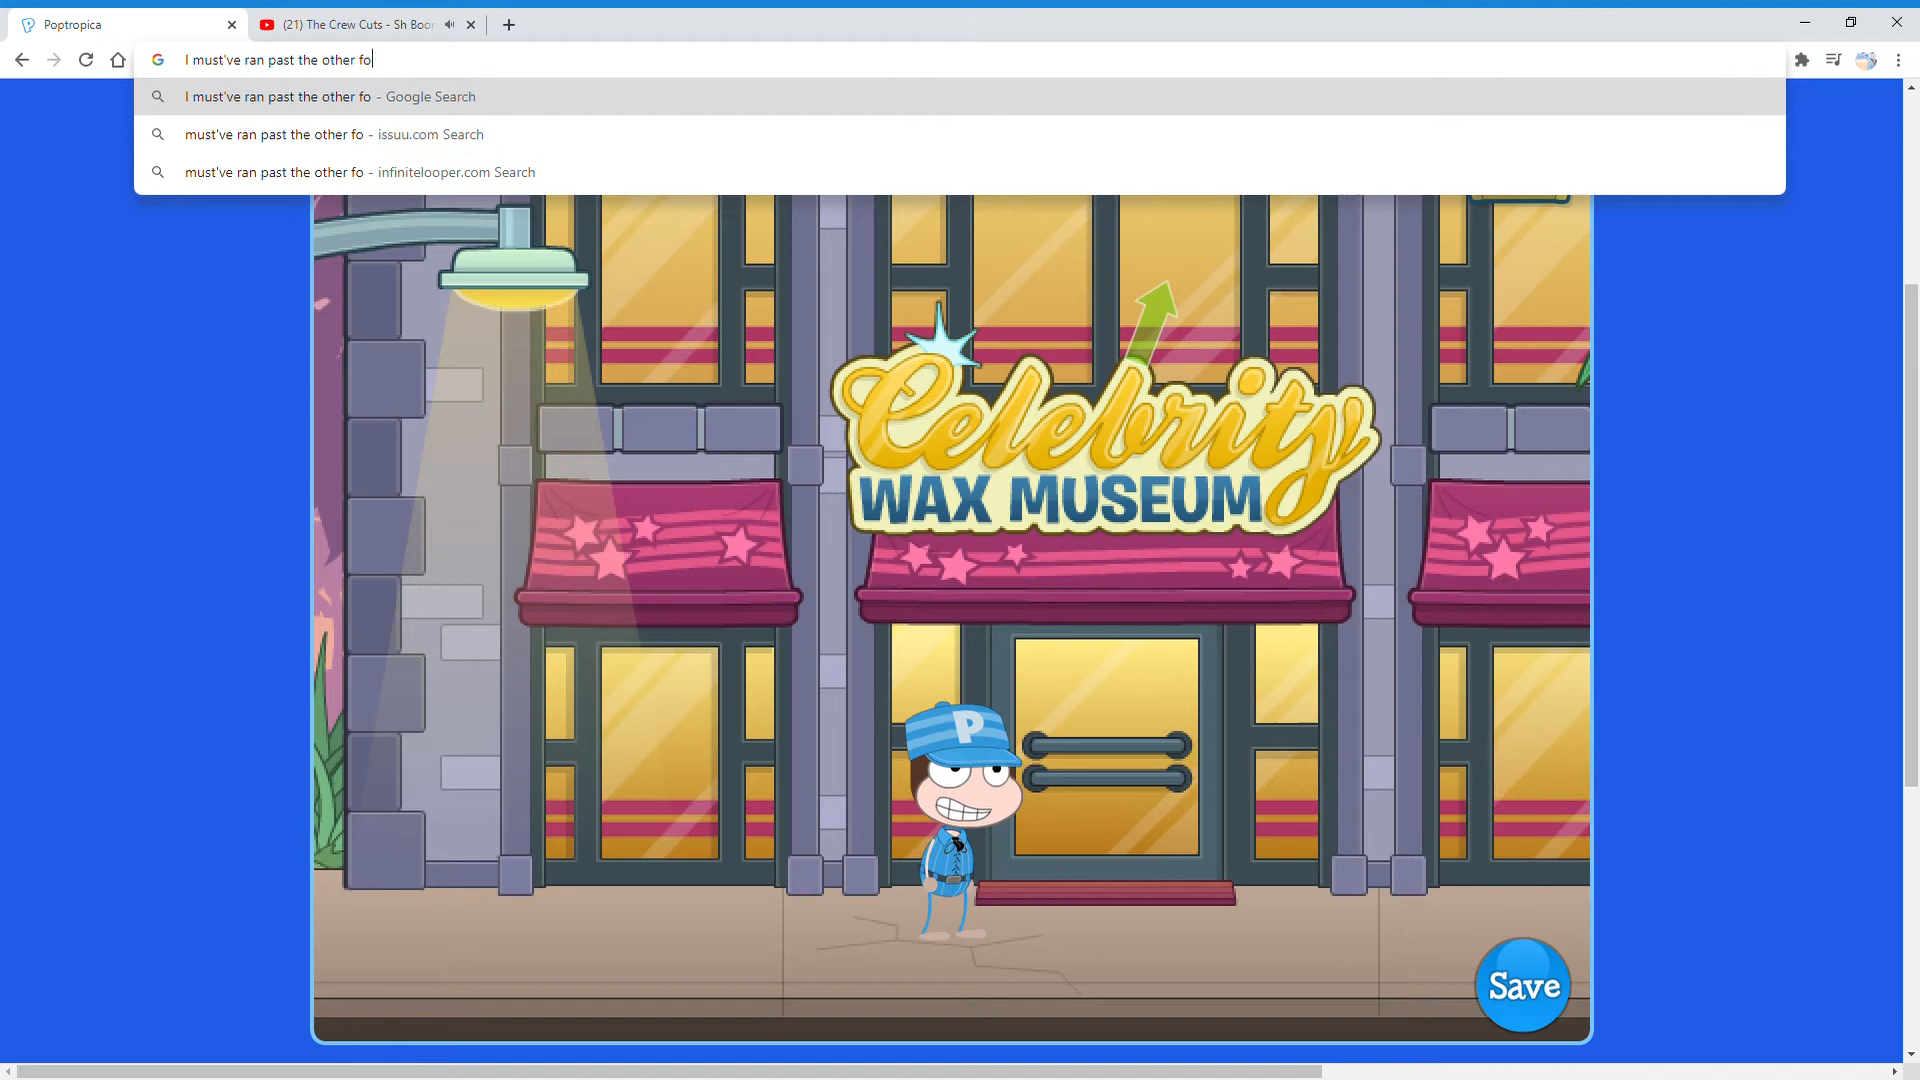 Poptropica
(21) The Crew Cuts - Sh Boo
I must've ran past the other fo
I must've ran past the other fo - Google Search
must've ran past the other fo - issuu.com Search
must've ran past the other fo - infinitelooper.com Search
Celebrity
WAX MUSEUM
P
Save